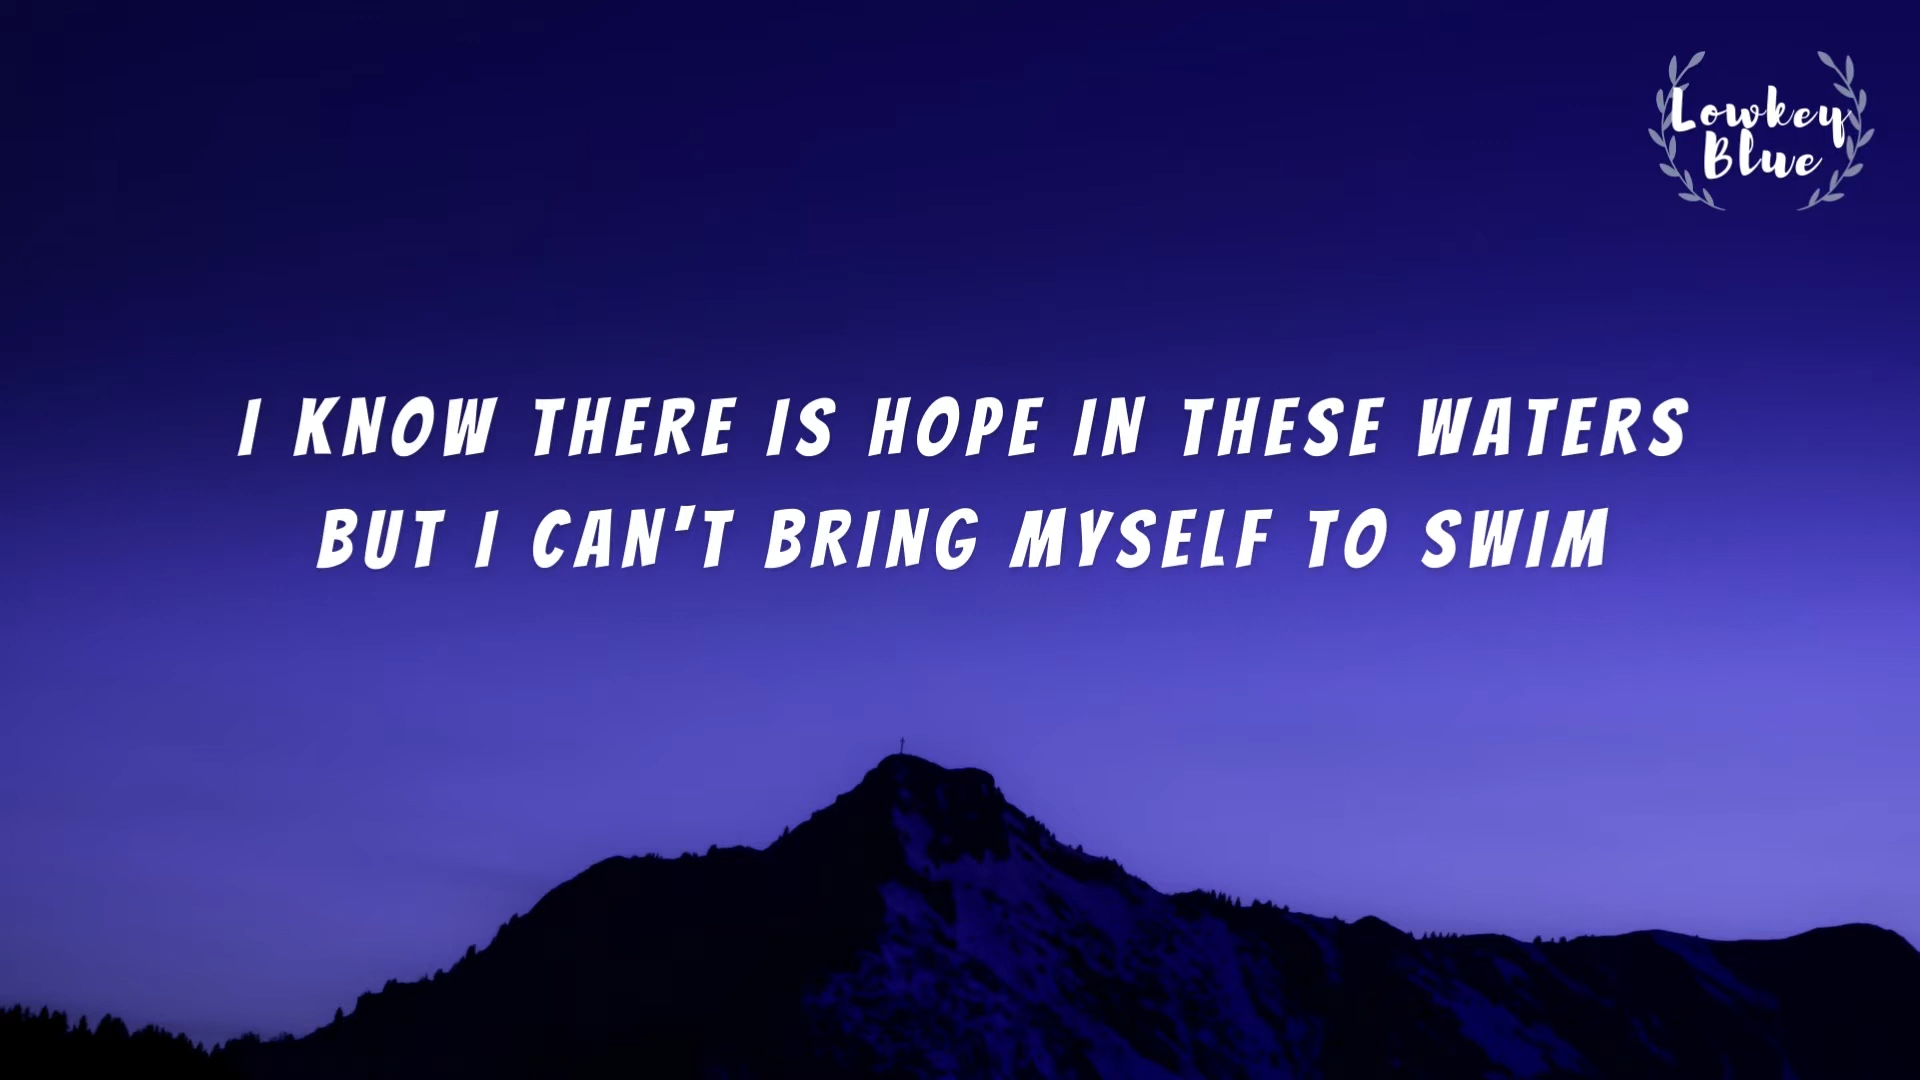 Lowkey
Blue
I KNOW THERE IS HOPE IN THESE WATERS
BUT I CAN'T BRING MYSELF TO SWIM